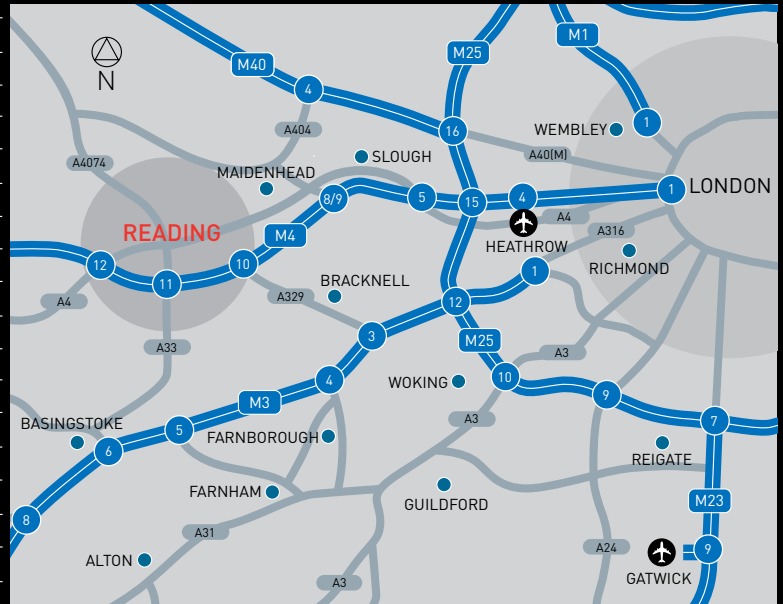 M1
M25
M40
N
4
1
16
WEMBLEY
A404
A40(M)
SLOUGH
A4074
MAIDENHEAD
8/9
5
15
4
1
LONDON
A4
A316
READING
M4
HEATHROW
RICHMOND
12
11
10
1
BRACKNELL
A329
A4
12
3
M25
A33
A3
4
WOKING
10
9
M3
BASINGSTOKE
5
6
FARNBOROUGH
A3
7
REIGATE
FARNHAM
GUILDFORD
M23
8
A31
ALTON
A24
9
GATWICK
A3